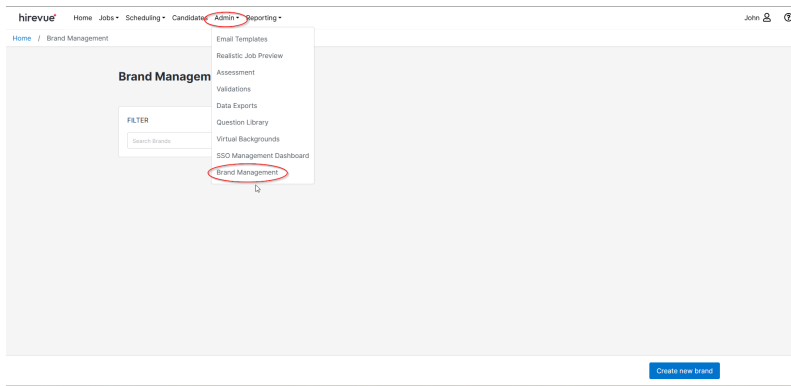 hirevue Home Jobs Scheduling Candidates Admin Reporting John
Home / Brand Management
Email Templates
Realistic Job Preview
Brand Managem Assessment
Validations
Data Exports
FILTER Question Library
Search Brands Virtual Backgrounds
SSO Management Dashboard
Brand Management
Create new brand